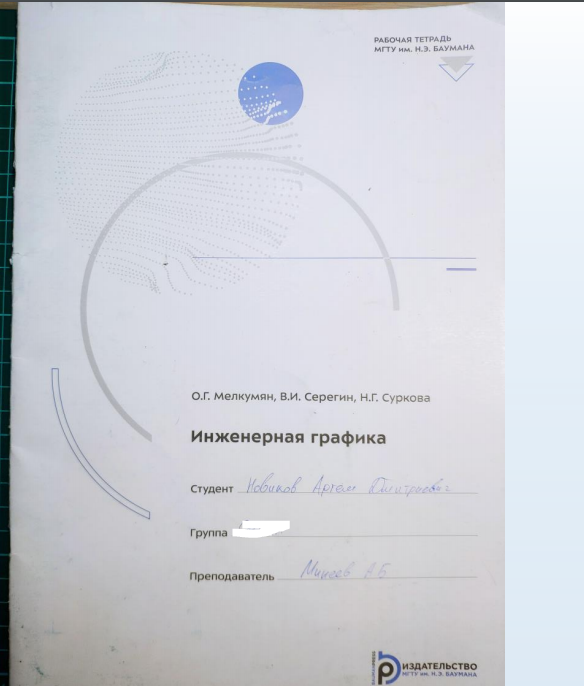 РАБОЧАЯ ТЕТРАДЬ
МГТУ им. Н.Э. БАУМАНА
О.Г. Мелкумян, В.И. Серегин, Н.Г. Суркова
Инженерная графика
Студент Новиков Артем Дмитриевич
Группа
Преподаватель Минеев А.Б
ИЗДАТЕЛЬСТВО
МГТУ им. Н.Э. БАУМАНА